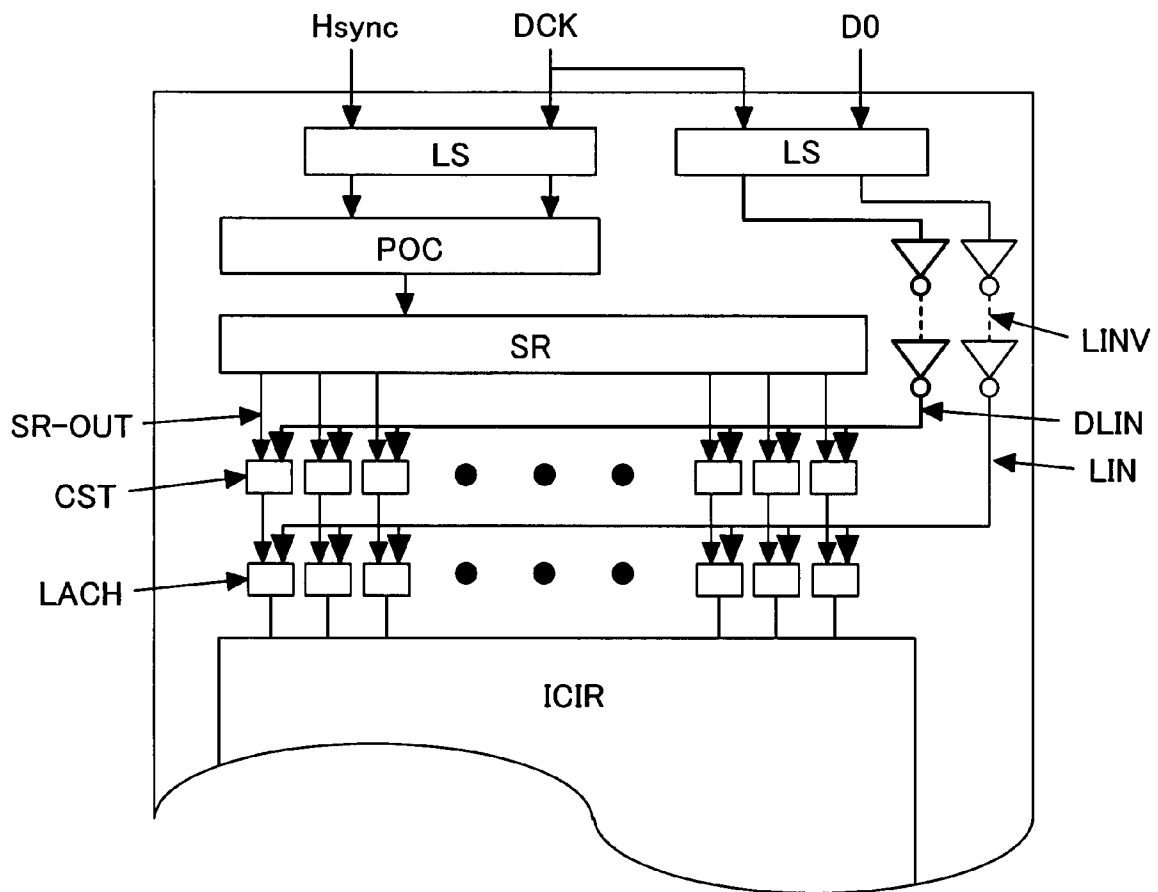 Hsync DCK D0
LS LS
POC
SR
LINV
SR-OUT
DLIN
LIN
CST
LACH
ICIR